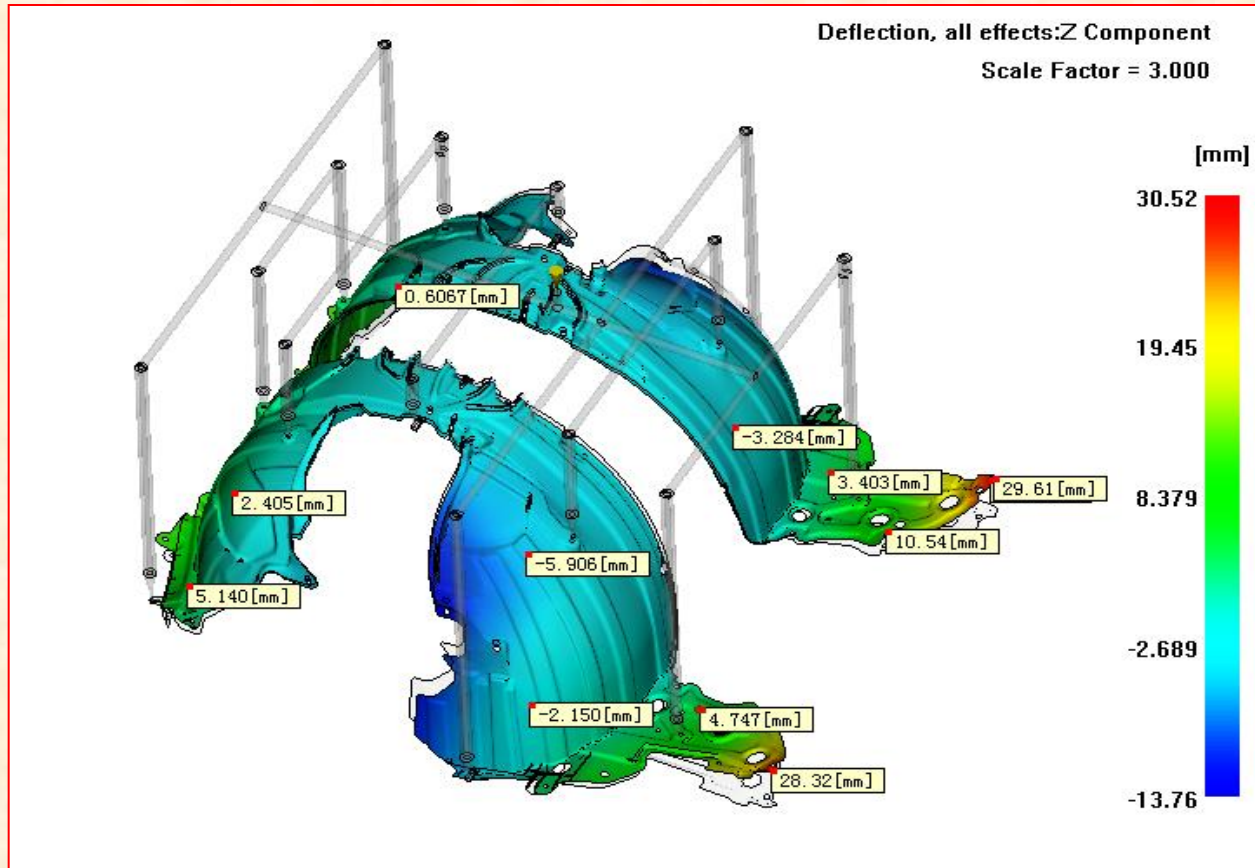 Deflection, all effects:Z Component
Scale Factor = 3.000
[mm]
30.52
19.45
8.379
-2.689
-13.76
0.6067[mm]
-3.284[mm]
3.403[mm]
29.61[mm]
2.405[mm]
10.54[mm]
-5.906[mm]
5.140[mm]
-2.150[mm]
4.747[mm]
28.32[mm]